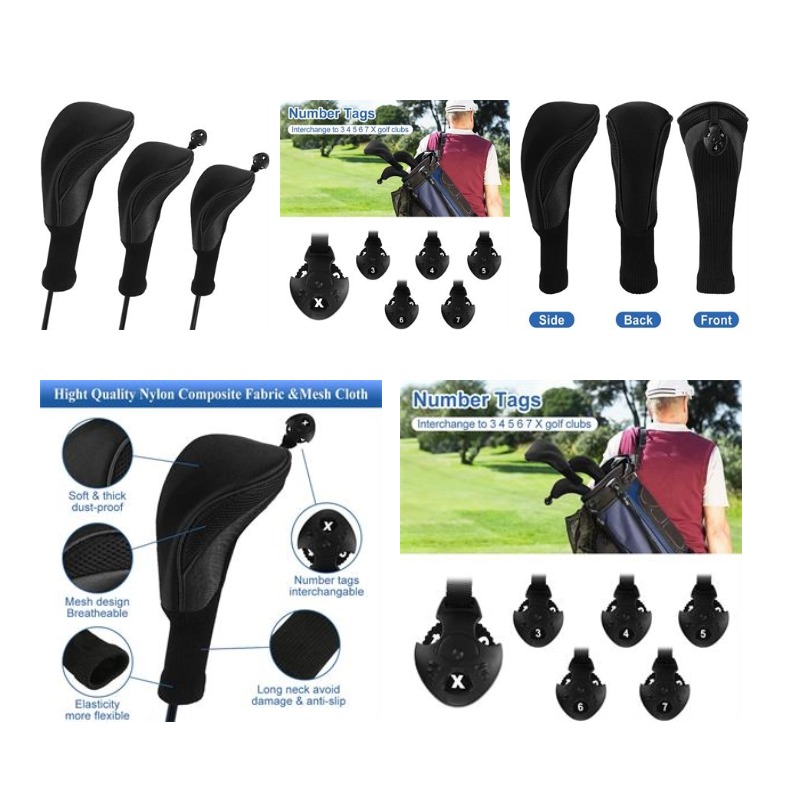 Number Tags
Interchange to 3 4 5 6 7 X golf clubs
X
3
4
5
6
7
4
Side
Back
Front
Hight Quality Nylon Composite Fabric &Mesh Cloth
X
Soft & thick
dust-proof
X
Number tags
interchangable
Mesh design
Breatheable
Elasticity
more flexible
Long neck avoid
damage & anti-slip
Number Tags
Interchange to 3 4 5 6 7 X golf clubs
X
3
4
5
6
7